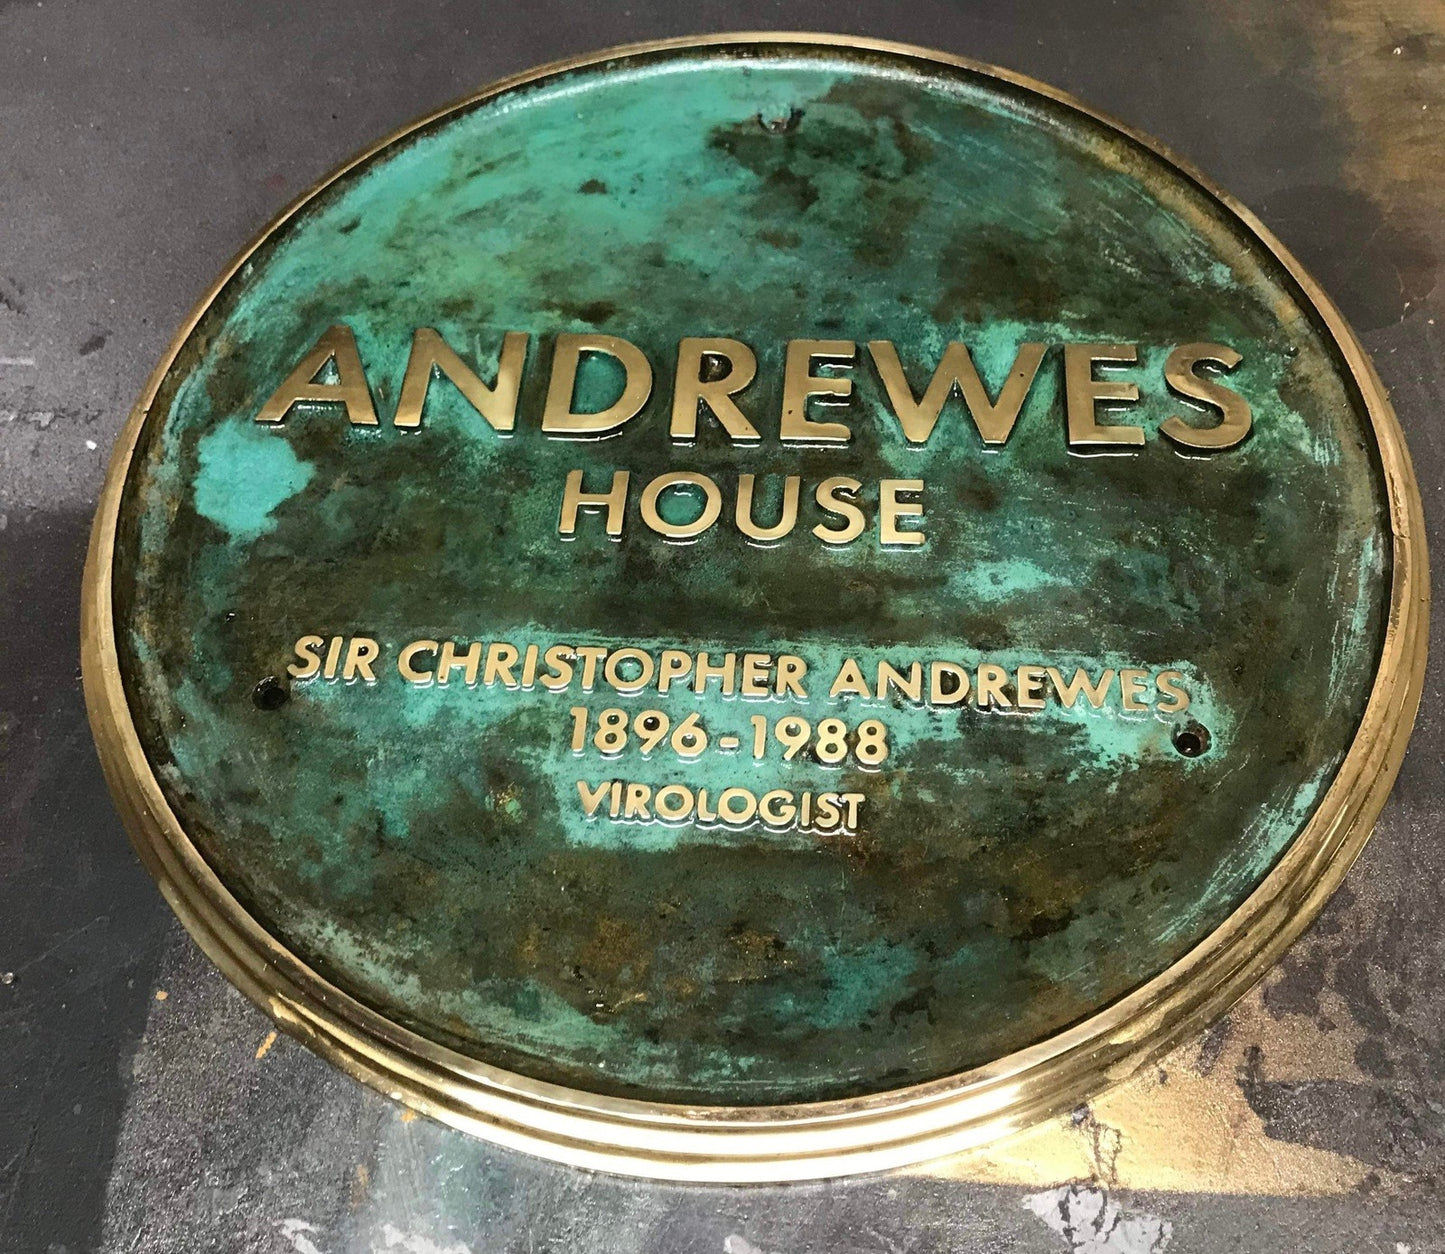 ANDREWES
HOUSE
SIR CHRISTOPHER ANDREWES
1896-1988
VIROLOGIST